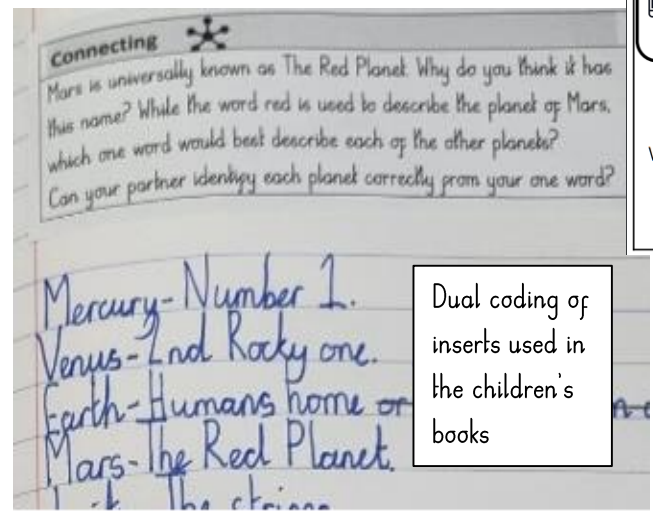 Connecting
Mars is universally known as The Red Planet. Why do you think it has
this name? While the word red is used to describe the planet of Mars,
which one word would best describe each of the other planets?
Can your partner identify each planet correctly from your one word?
Mercury- Number 1.
Venus- 2nd Rocky one.
Earth- Humans home or
Mars- The Red Planet.
The
Dual coding of
inserts used in
the children's
books